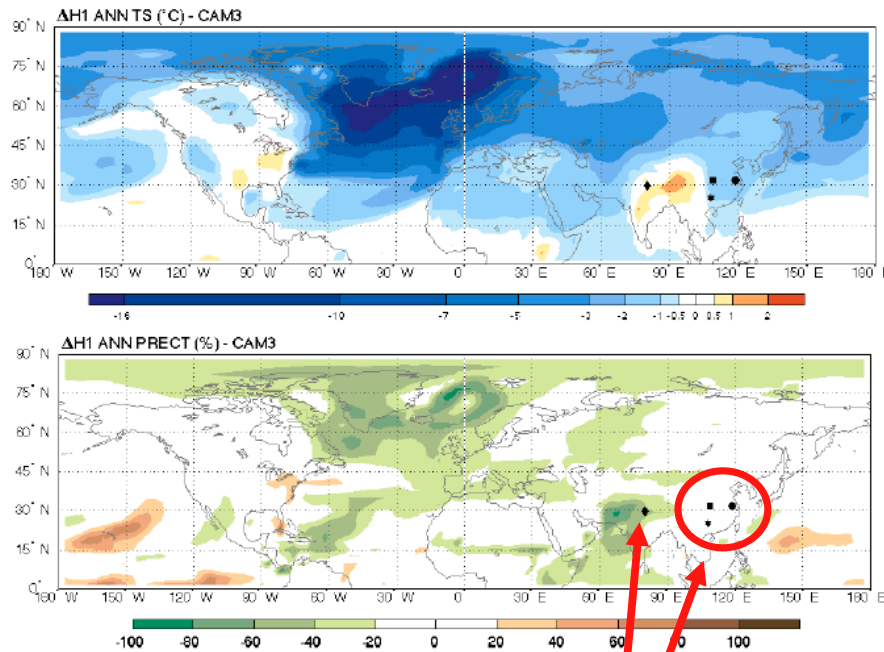 ΔH1 ANN TS (°C) - CAM3
90° N
75° N
60° N
45° N
30° N
15° N
0°
180 W 150 W 120 W 90 W 60 W 30 W 0 30° E 60° E 90° E 120° E 150° E 180° E
-16 -10 -7 -5 -3 -2 -1 -0.5 0 0.5 1 2
ΔH1 ANN PRECT (%) - CAM3
90° N
75° N
60° N
45° N
30° N
15° N
0°
180° W 150° W 120° W 90° W 60° W 30° W 0° 30° E 60° E 90° E 120° E 150° E 180° E
-100 -80 -60 -40 -20 0 20 40 60 80 100